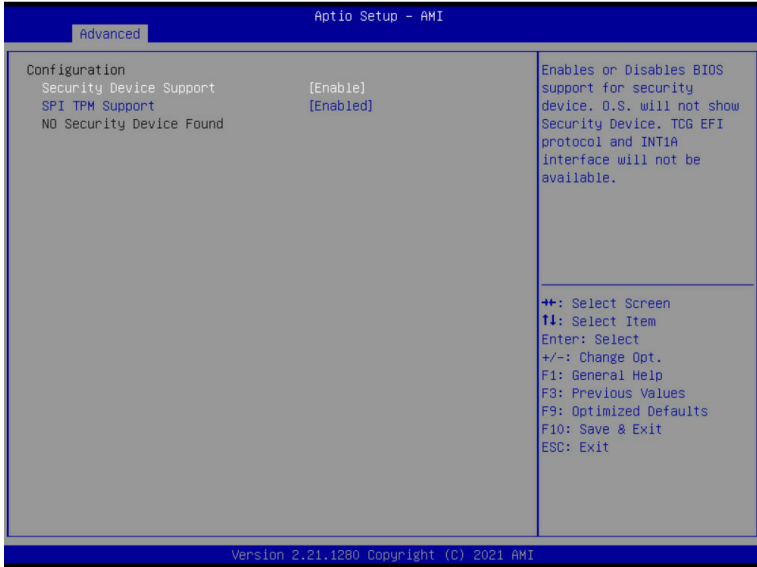 Aptio Setup – AMI
Advanced
Configuration
Security Device Support [Enable]
SPI TPM Support [Enabled]
NO Security Device Found
Enables or Disables BIOS
support for security
device. O.S. will not show
Security Device. TCG EFI
protocol and INT1A
interface will not be
available.
→←: Select Screen
↑↓: Select Item
Enter: Select
+/-: Change Opt.
F1: General Help
F3: Previous Values
F9: Optimized Defaults
F10: Save & Exit
ESC: Exit
Version 2.21.1280 Copyright (C) 2021 AMI